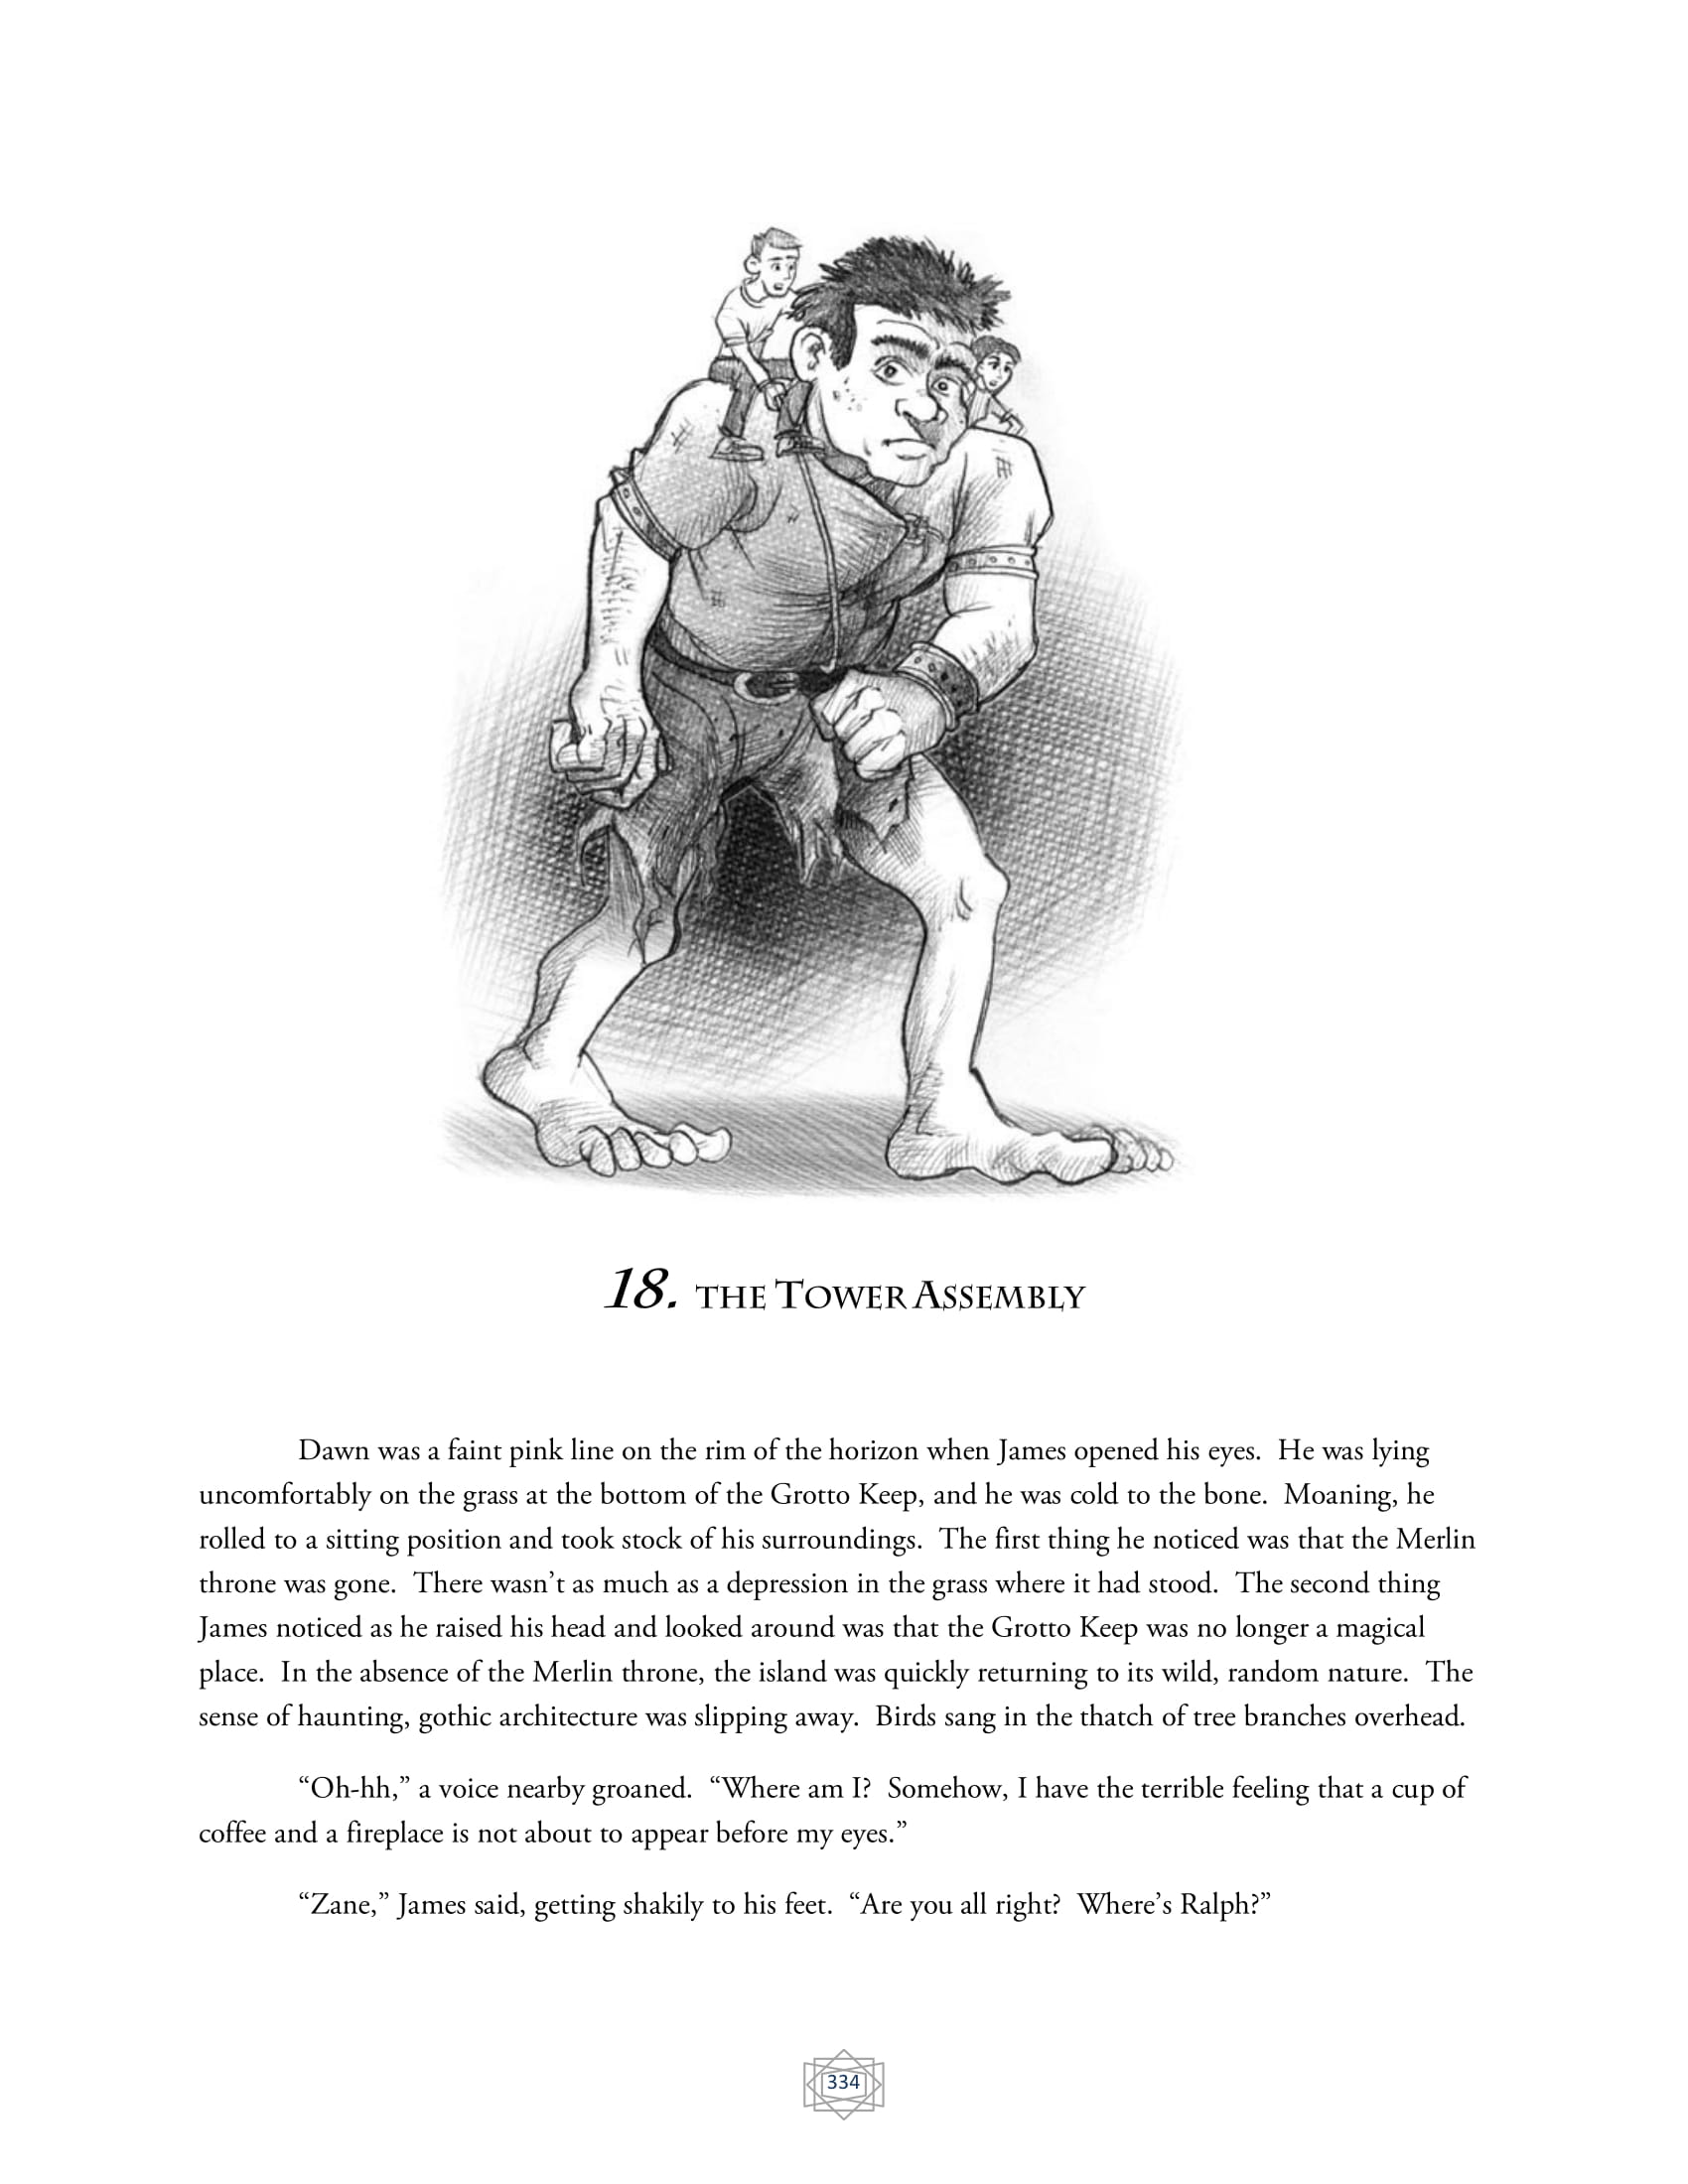 18. THE TOWER ASSEMBLY
Dawn was a faint pink line on the rim of the horizon when James opened his eyes.  He was lying
uncomfortably on the grass at the bottom of the Grotto Keep, and he was cold to the bone.  Moaning, he
rolled to a sitting position and took stock of his surroundings.  The first thing he noticed was that the Merlin
throne was gone.  There wasn’t as much as a depression in the grass where it had stood.  The second thing
James noticed as he raised his head and looked around was that the Grotto Keep was no longer a magical
place.  In the absence of the Merlin throne, the island was quickly returning to its wild, random nature.  The
sense of haunting, gothic architecture was slipping away.  Birds sang in the thatch of tree branches overhead.
“Oh-hh,” a voice nearby groaned.  “Where am I?  Somehow, I have the terrible feeling that a cup of
coffee and a fireplace is not about to appear before my eyes.”
“Zane,” James said, getting shakily to his feet.  “Are you all right?  Where’s Ralph?”
334